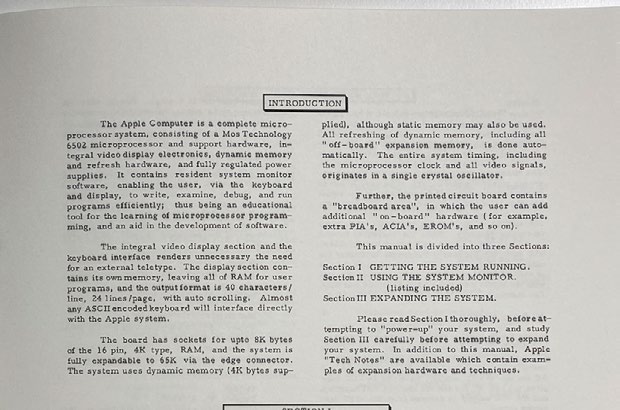 INTRODUCTION
The Apple Computer is a complete micro-
processor system, consisting of a Mos Technology
6502 microprocessor and support hardware, in-
tegral video display electronics, dynamic memory
and refresh hardware, and fully regulated power
supplies. It contains resident system monitor
software, enabling the user, via the keyboard
and display, to write, examine, debug, and run
programs efficiently; thus being an educational
tool for the learning of microprocessor program-
ming, and an aid in the development of software.
The integral video display section and the
keyboard interface renders unnecessary the need
for an external teletype. The display section con-
tains its own memory, leaving all of RAM for user
programs, and the output format is 40 characters/
line, 24 lines/page, with auto scrolling. Almost
any ASCII encoded keyboard will interface directly
with the Apple system.
The board has sockets for upto 8K bytes
of the 16 pin, 4K type, RAM, and the system is
fully expandable to 65K via the edge connector.
The system uses dynamic memory (4K bytes sup-
plied), although static memory may also be used.
All refreshing of dynamic memory, including all
"off-board" expansion memory, is done auto-
matically. The entire system timing, including
the microprocessor clock and all video signals,
originates in a single crystal oscillator.
Further, the printed circuit board contains
a "breadboard area", in which the user can add
additional "on-board" hardware (for example,
extra PIA's, ACIA's, EROM's, and so on).
This manual is divided into three Sections:
Section I GETTING THE SYSTEM RUNNING.
Section II USING THE SYSTEM MONITOR.
(listing included)
Section III EXPANDING THE SYSTEM.
Please read Section I thoroughly, before at-
tempting to "power-up" your system, and study
Section III carefully before attempting to expand
your system. In addition to this manual, Apple
"Tech Notes" are available which contain exam-
ples of expansion hardware and techniques.